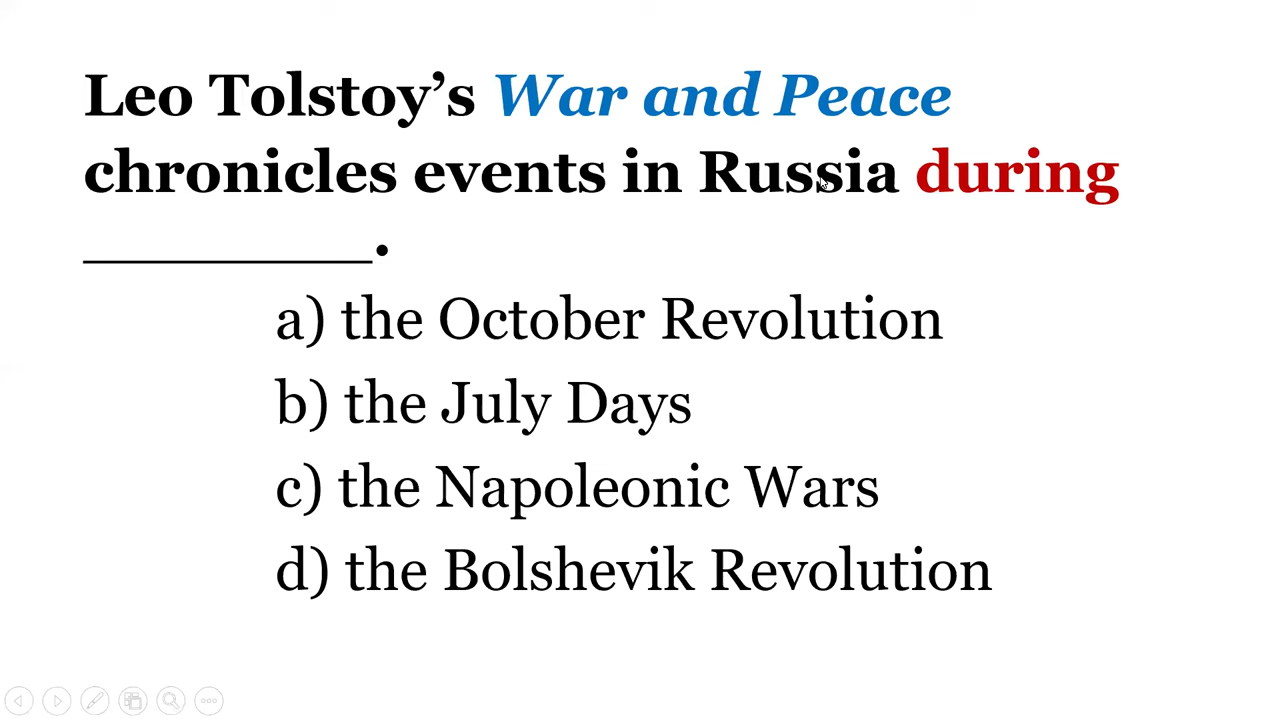 Leo Tolstoy’s War and Peace
chronicles events in Russia during
_________.
a) the October Revolution
b) the July Days
c) the Napoleonic Wars
d) the Bolshevik Revolution